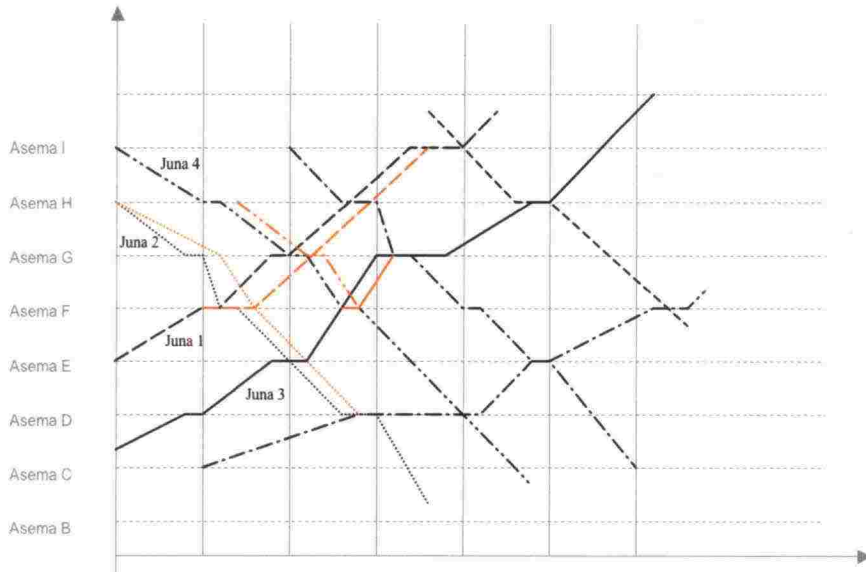 Asema I
Juna 4
Asema H
Juna 2
Asema G
Asema F
Juna 1
Asema E
Juna 3
Asema D
Asema C
Asema B